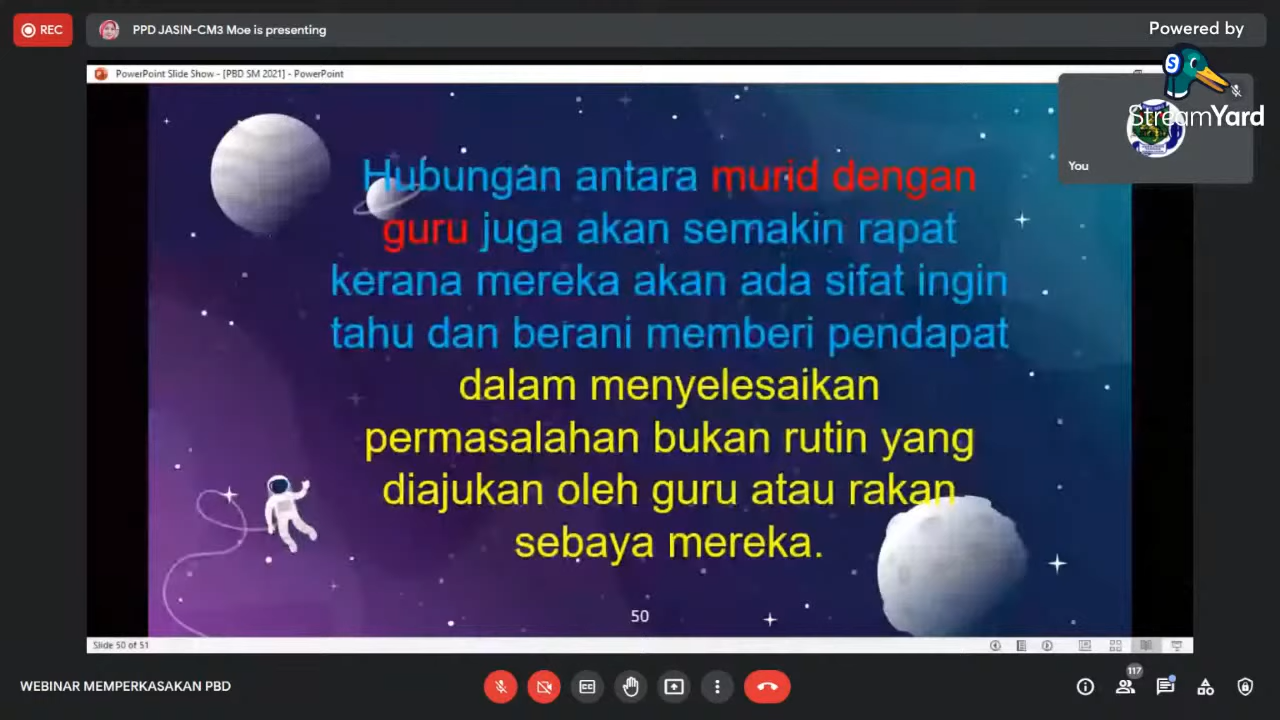 REC
PPD JASIN-CM3 Moe is presenting
Powered by
StreamYard
PowerPoint Slide Show - [PBD SM 2021] - PowerPoint
You
Hubungan antara murid dengan
guru juga akan semakin rapat
kerana mereka akan ada sifat ingin
tahu dan berani memberi pendapat
dalam menyelesaikan
permasalahan bukan rutin yang
diajukan oleh guru atau rakan
sebaya mereka.
50
Slide 50 of 51
WEBINAR MEMPERKASAKAN PBD
117